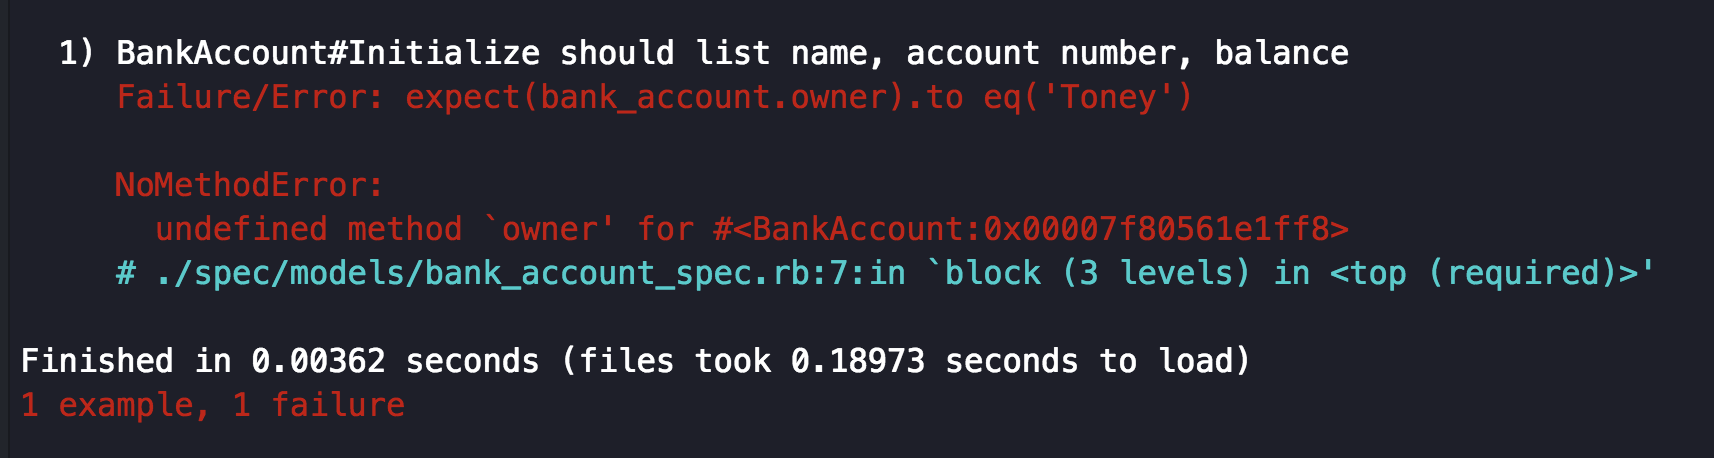 1) BankAccount#Initialize should list name, account number, balance
Failure/Error: expect(bank_account.owner).to eq('Toney')
NoMethodError:
undefined method `owner' for #<BankAccount:0x00007f80561e1ff8>
# ./spec/models/bank_account_spec.rb:7:in `block (3 levels) in <top (required)>'
Finished in 0.00362 seconds (files took 0.18973 seconds to load)
1 example, 1 failure